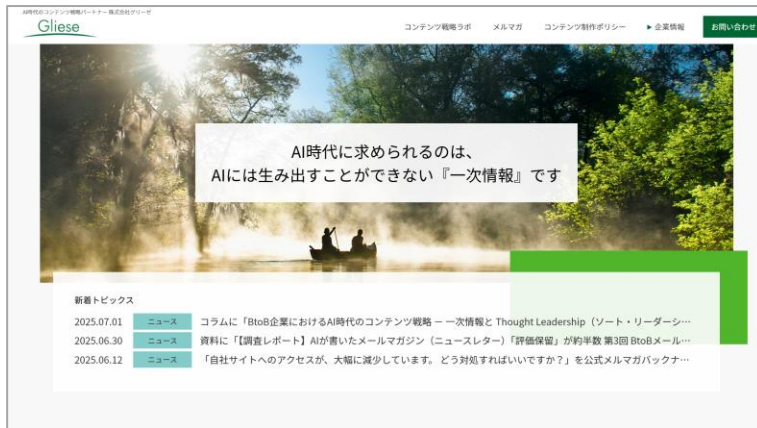 AI時代のコンテンツ戦略パートナー 株式会社グリーゼ
Gliese
コンテンツ戦略ラボ メルマガ コンテンツ制作ポリシー ▶ 企業情報 お問い合わせ
AI時代に求められるのは、
AIには生み出すことができない『一次情報』です
新着トピックス
2025.07.01 ニュース コラムに「BtoB企業におけるAI時代のコンテンツ戦略 – 一次情報と Thought Leadership（ソート・リーダーシ…
2025.06.30 ニュース 資料に「【調査レポート】AIが書いたメールマガジン（ニュースレター）「評価保留」が約半数 第3回 BtoBメール…
2025.06.12 ニュース 「自社サイトへのアクセスが、大幅に減少しています。 どう対処すればいいですか？」を公式メルマガバックナ…